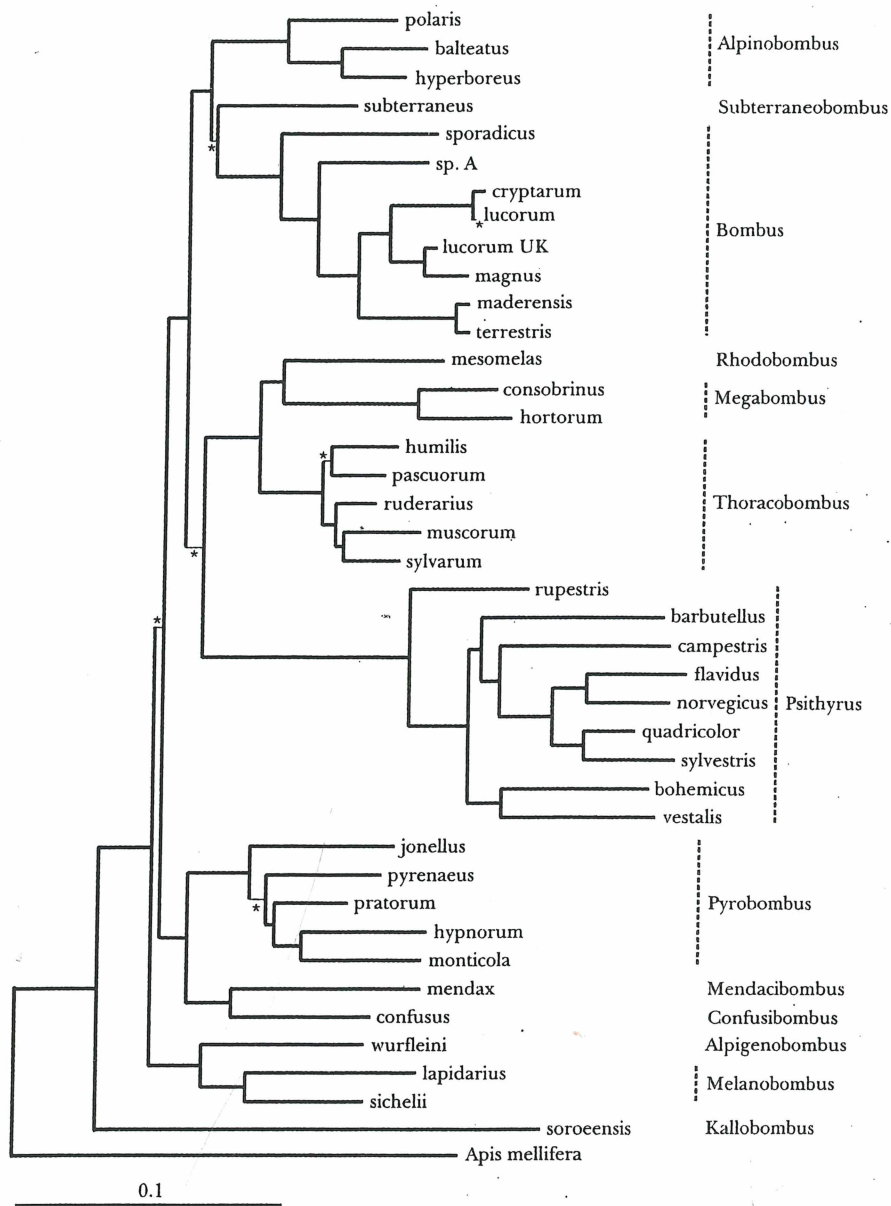 polaris
balteatus
Alpinobombus
hyperboreus
subterraneus
Subterraneobombus
*
sporadicus
sp. A
cryptarum
lucorum
*
Bombus
lucorum UK
magnus
maderensis
terrestris
mesomelas
Rhodobombus
consobrinus
Megabombus
hortorum
humilis
*
pascuorum
ruderarius
Thoracobombus
muscorum
*
sylvarum
rupestris
*
barbutellus
campestris
flavidus
norvegicus
Psithyrus
quadricolor
sylvestris
bohemicus
vestalis
jonellus
pyrenaeus
*
pratorum
Pyrobombus
hypnorum
monticola
mendax
Mendacibombus
confusus
Confusibombus
wurfleini
Alpigenobombus
lapidarius
Melanobombus
sichelii
soroeensis
Kallobombus
Apis mellifera
0.1